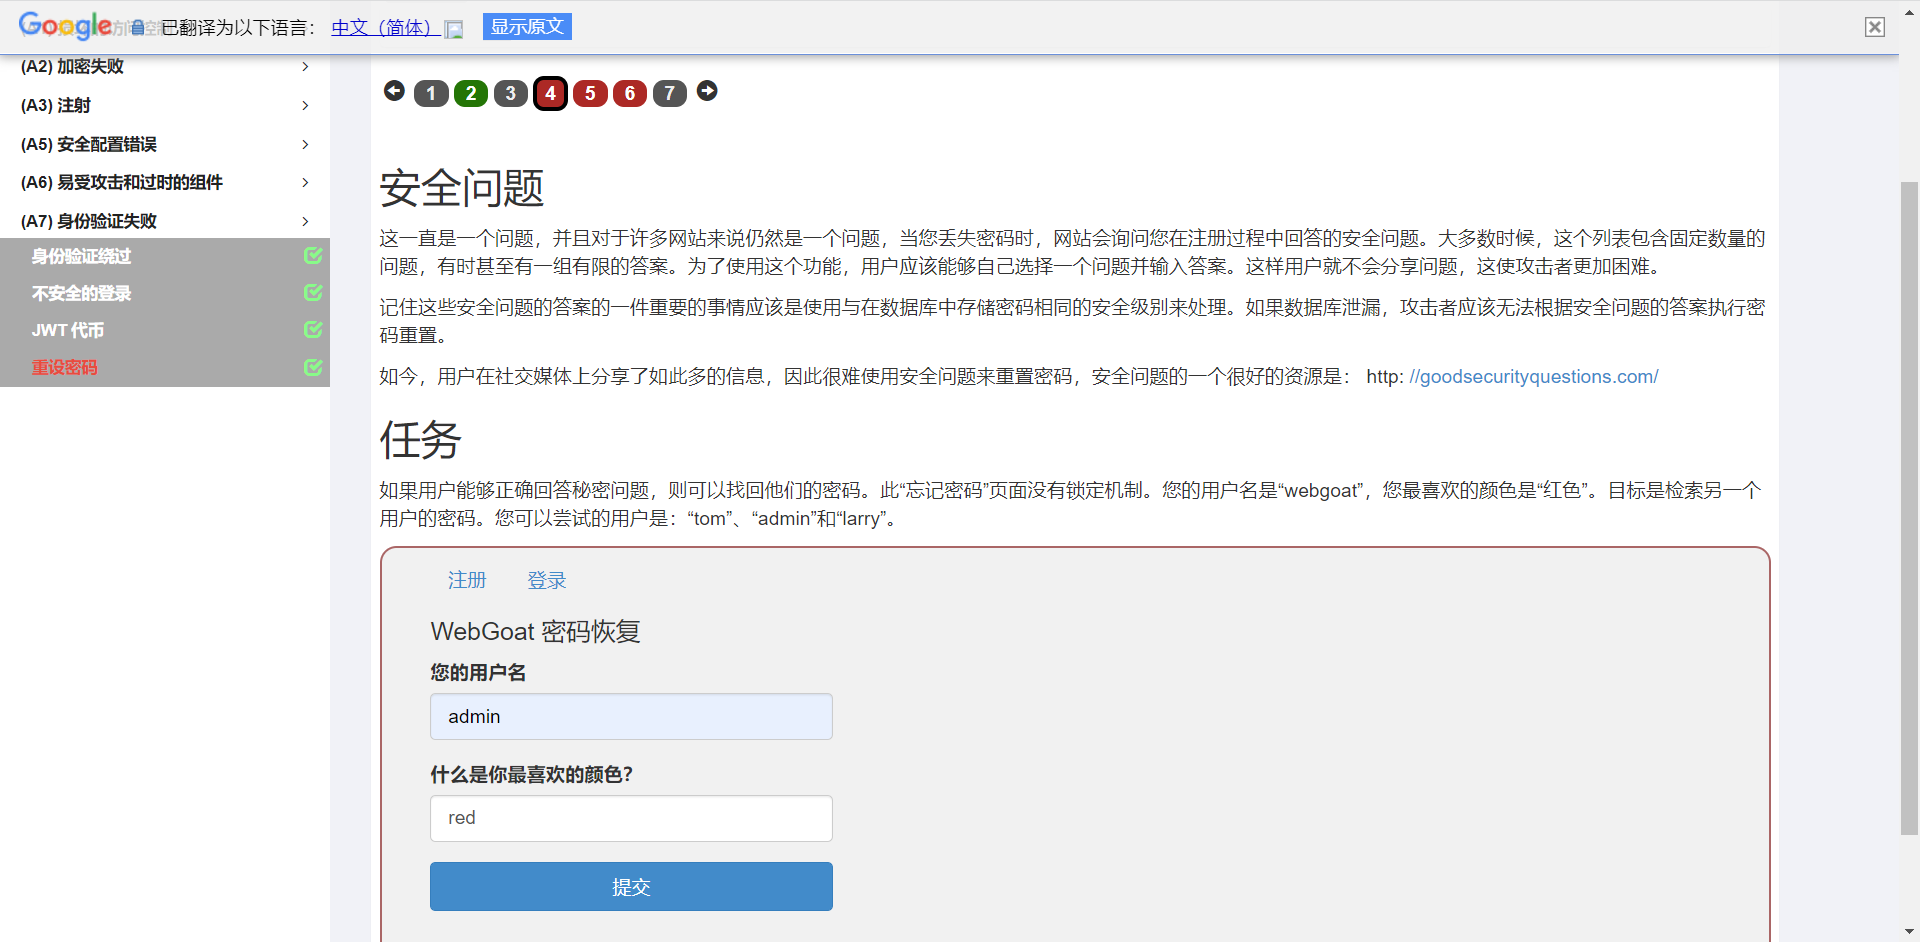 Google 已翻译为以下语言： 中文（简体） 显示原文
(A2) 加密失败
(A3) 注射
(A5) 安全配置错误
(A6) 易受攻击和过时的组件
(A7) 身份验证失败
身份验证绕过
不安全的登录
JWT 代币
重设密码
1 2 3 4 5 6 7
安全问题
这一直是一个问题，并且对于许多网站来说仍然是一个问题，当您丢失密码时，网站会询问您在注册过程中回答的安全问题。大多数时候，这个列表包含固定数量的
问题，有时甚至有一组有限的答案。为了使用这个功能，用户应该能够自己选择一个问题并输入答案。这样用户就不会分享问题，这使攻击者更加困难。
记住这些安全问题的答案的一件重要的事情应该是使用与在数据库中存储密码相同的安全级别来处理。如果数据库泄漏，攻击者应该无法根据安全问题的答案执行密
码重置。
如今，用户在社交媒体上分享了如此多的信息，因此很难使用安全问题来重置密码，安全问题的一个很好的资源是： http: //goodsecurityquestions.com/
任务
如果用户能够正确回答秘密问题，则可以找回他们的密码。此“忘记密码”页面没有锁定机制。您的用户名是“webgoat”，您最喜欢的颜色是“红色”。目标是检索另一个
用户的密码。您可以尝试的用户是：“tom”、“admin”和“larry”。
注册 登录
WebGoat 密码恢复
您的用户名
admin
什么是你最喜欢的颜色？
red
提交